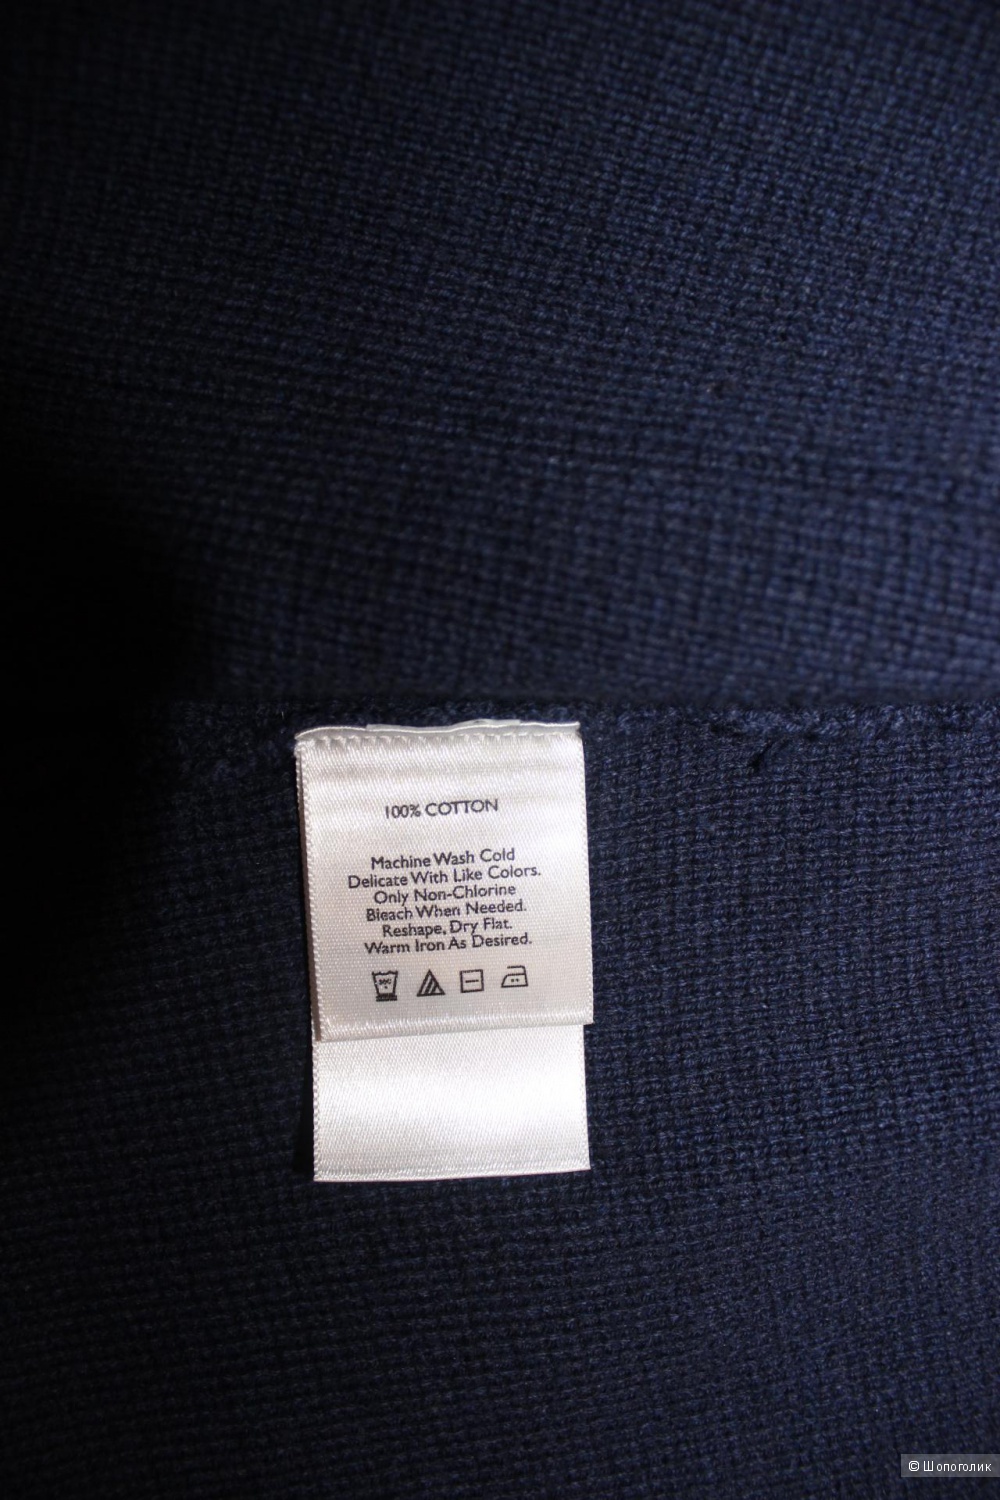 100% COTTON
Machine Wash Cold
Delicate With Like Colors.
Only Non-Chlorine
Bleach When Needed.
Reshape, Dry Flat.
Warm Iron As Desired.
© Шопоголик